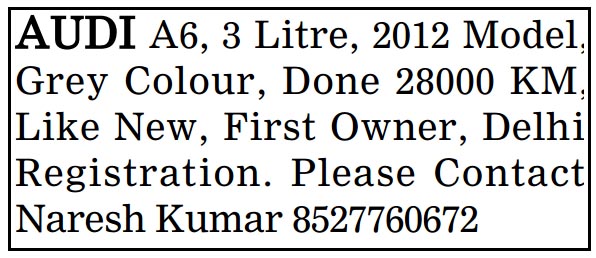 AUDI A6, 3 Litre, 2012 Model,
Grey Colour, Done 28000 KM,
Like New, First Owner, Delhi
Registration. Please Contact
Naresh Kumar 8527760672